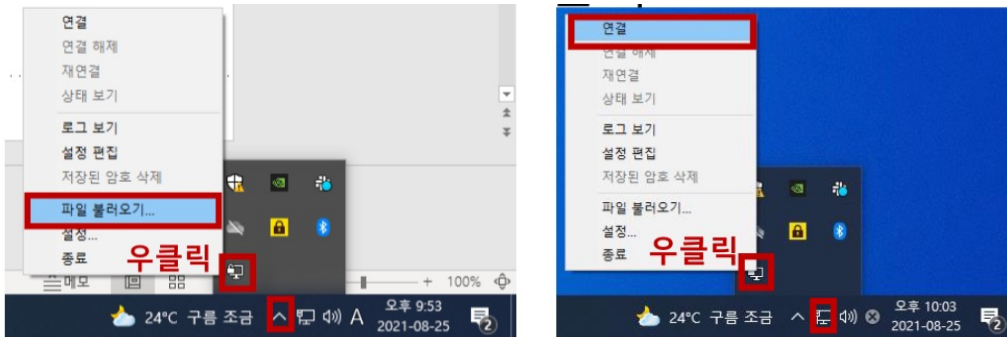 연결
연결 해제
재연결
상태 보기
로그 보기
설정 편집
저장된 암호 삭제
파일 불러오기...
설정...
종료
우클릭
메모
100%
24°C 구름 조금
A
오후 9:53
2021-08-25
2
연결
연결 해제
재연결
상태 보기
로그 보기
설정 편집
저장된 암호 삭제
파일 불러오기...
설정...
종료
우클릭
24°C 구름 조금
오후 10:03
2021-08-25
2